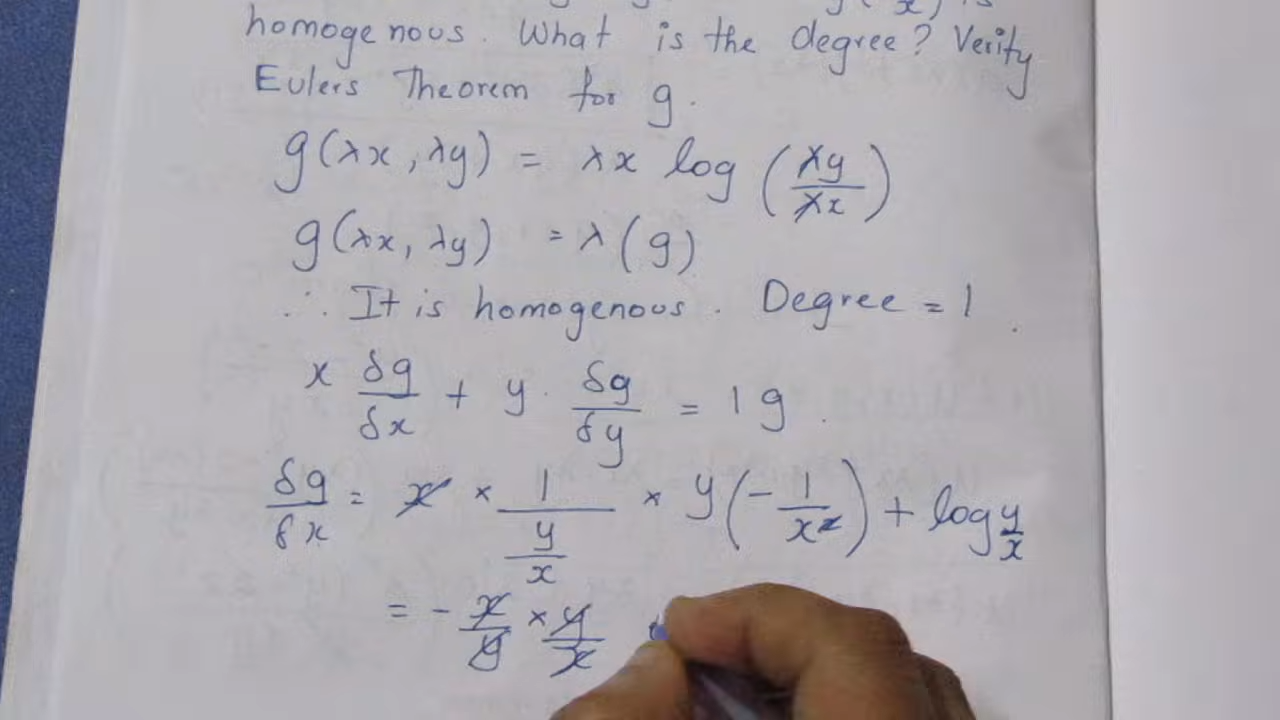 x
homogenous. What is the degree? Verify
Eulers Theorem for g.
g(λx, λy) = λx log (λy/λx)
g(λx, λy) = λ(g)
∴ It is homogenous. Degree = 1.
x δg/δx + y. δg/δy = 1g.
δg/δx = x × 1/(y/x) × y(-1/x²) + log y/x
= - x/y × y/x